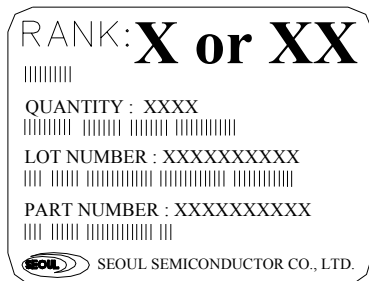 RANK: X or XX
QUANTITY : XXXX
LOT NUMBER : XXXXXXXXXX
PART NUMBER : XXXXXXXXXX
SEOUL SEOUL SEMICONDUCTOR CO., LTD.